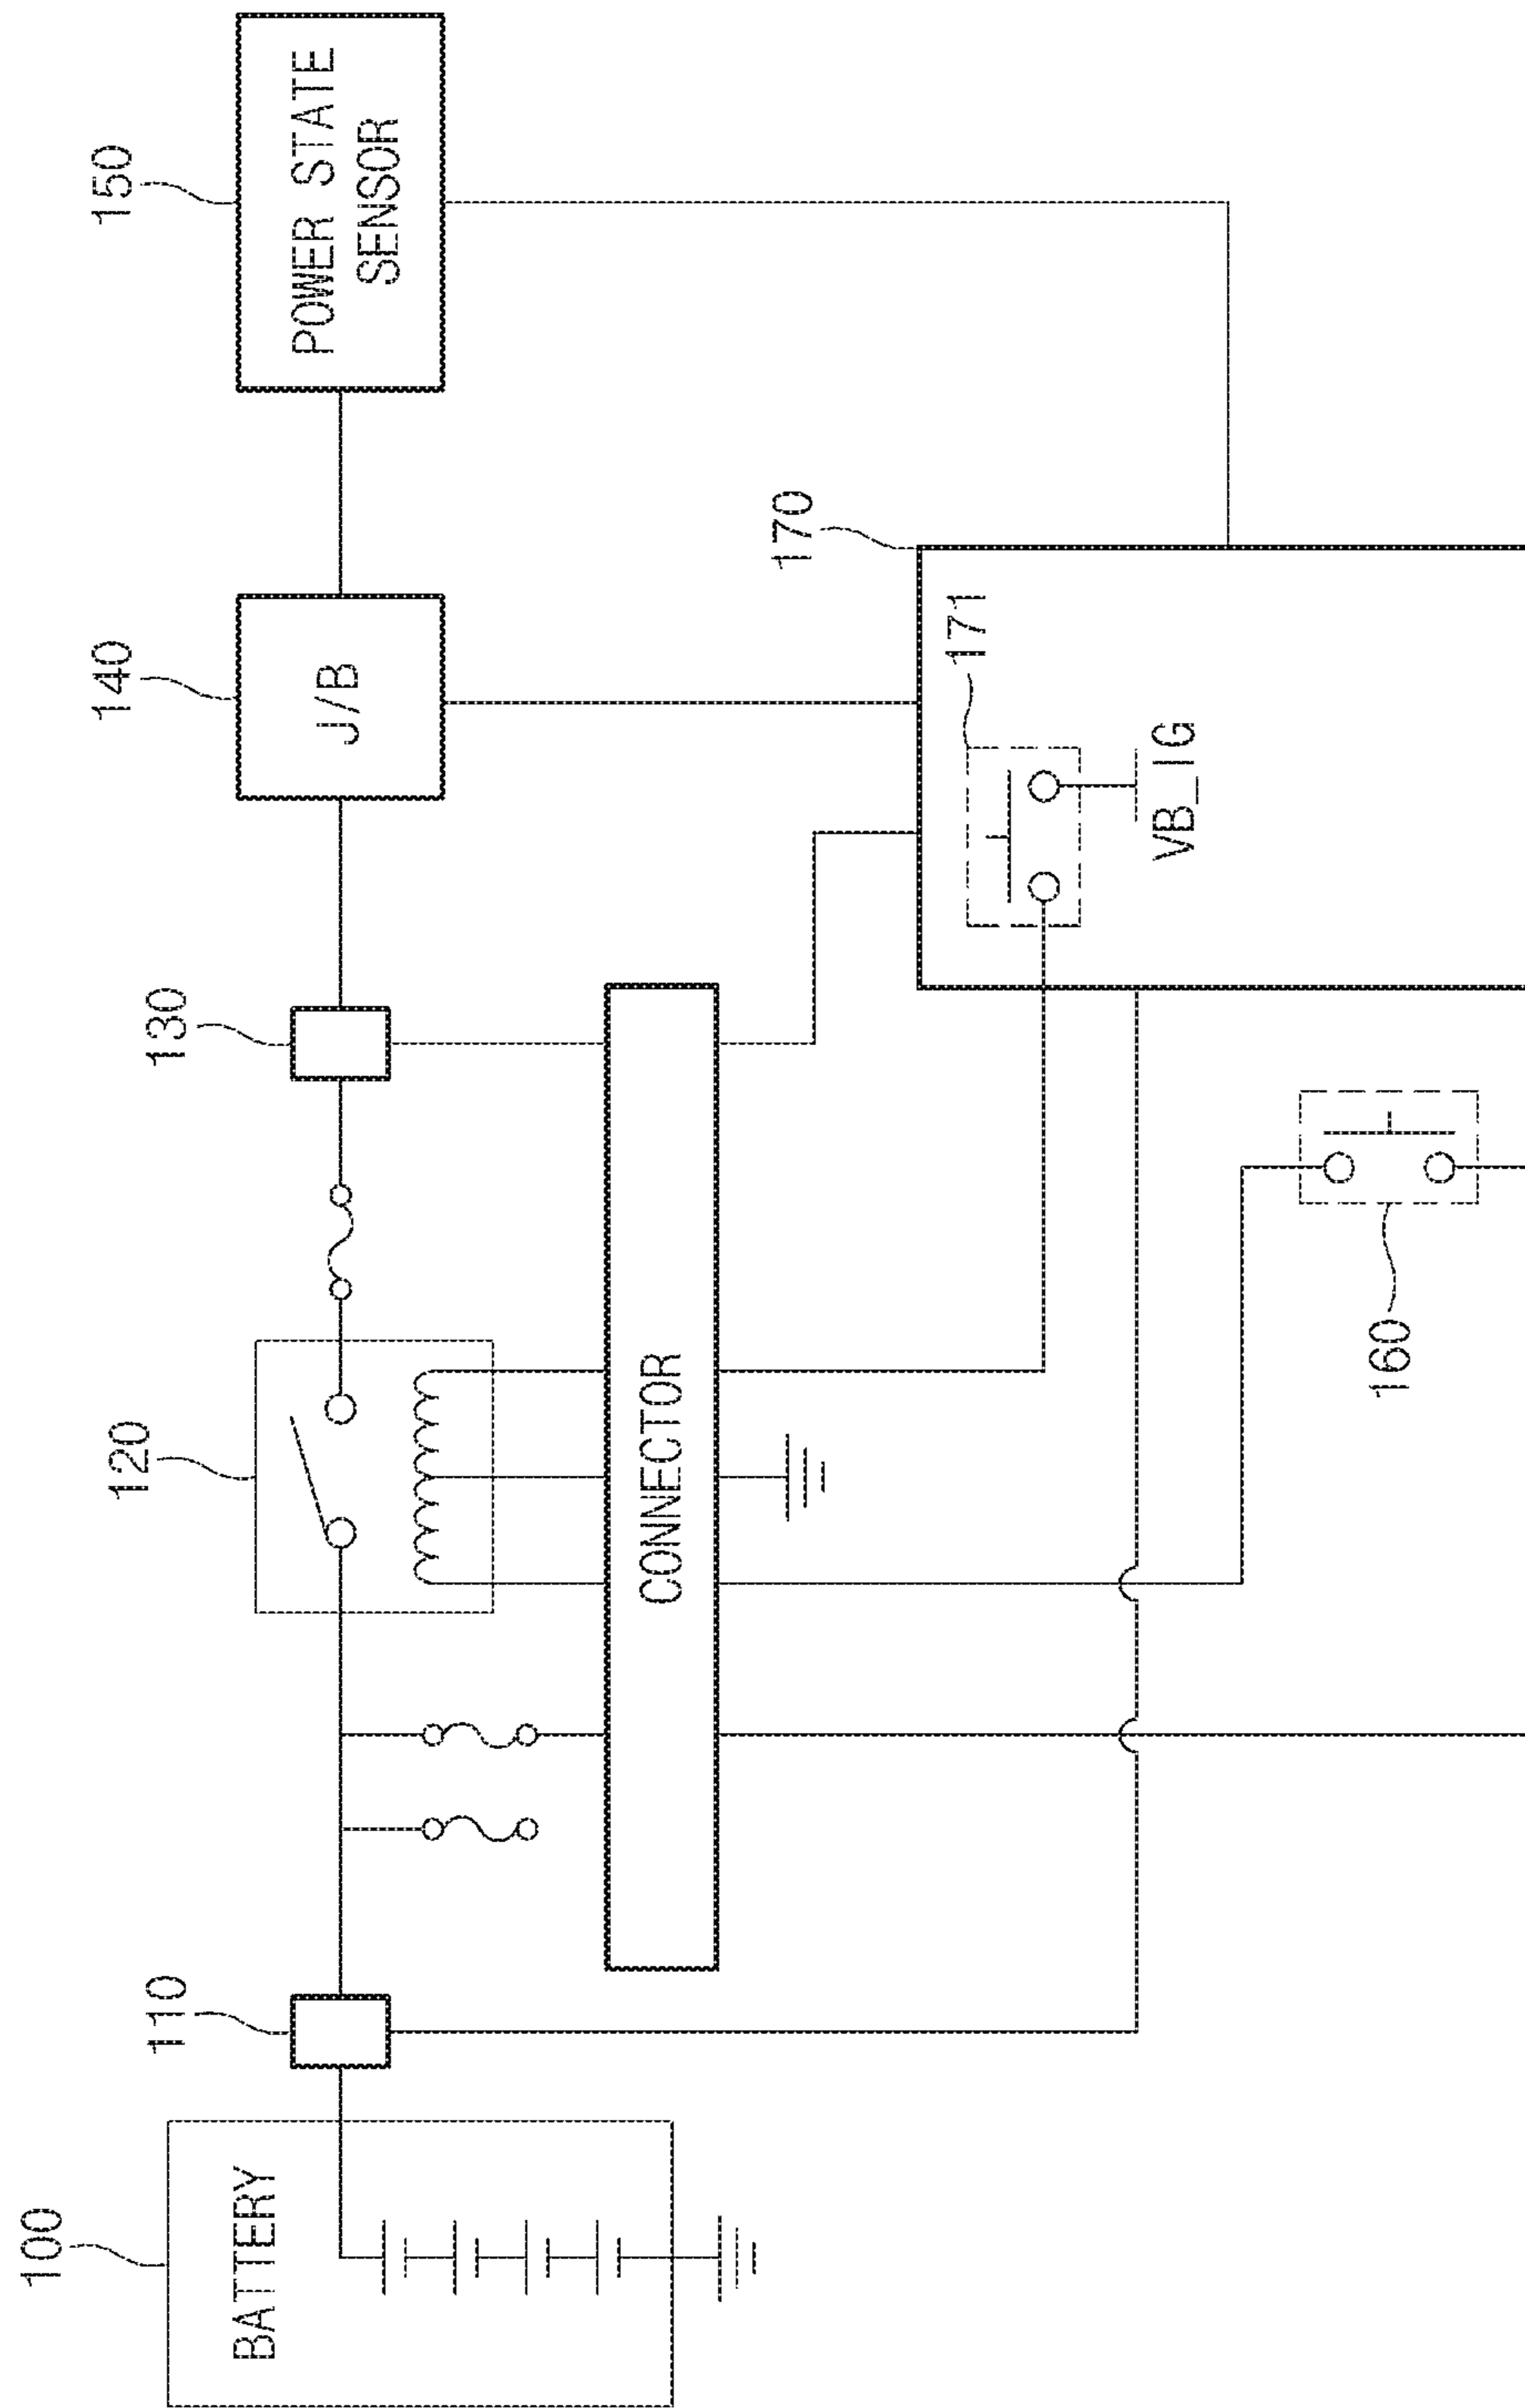 100
BATTERY
110
120
130
140
J/B
150
POWER STATE
SENSOR
CONNECTOR
170
171
VB_IG
160